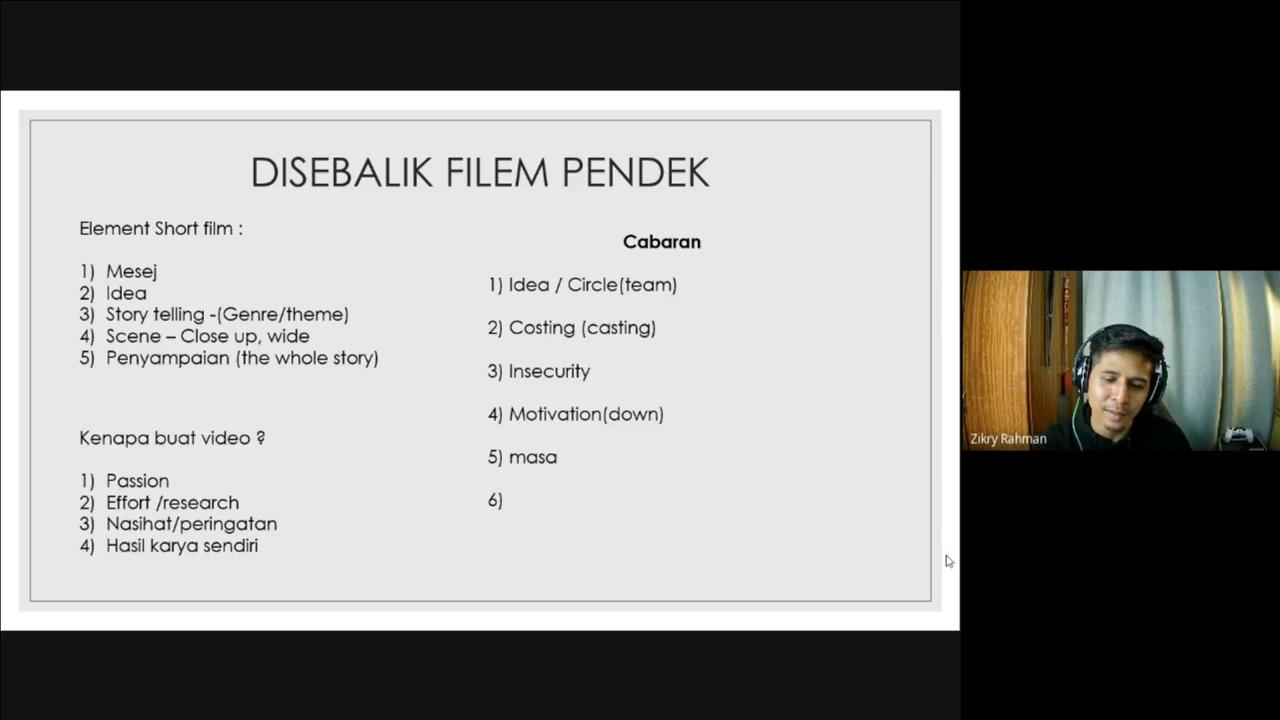 DISEBALIK FILEM PENDEK
Element Short film :
1) Mesej
2) Idea
3) Story telling -(Genre/theme)
4) Scene – Close up, wide
5) Penyampaian (the whole story)
Kenapa buat video ?
1) Passion
2) Effort /research
3) Nasihat/peringatan
4) Hasil karya sendiri
Cabaran
1) Idea / Circle(team)
2) Costing (casting)
3) Insecurity
4) Motivation(down)
5) masa
6)
Zikry Rahman